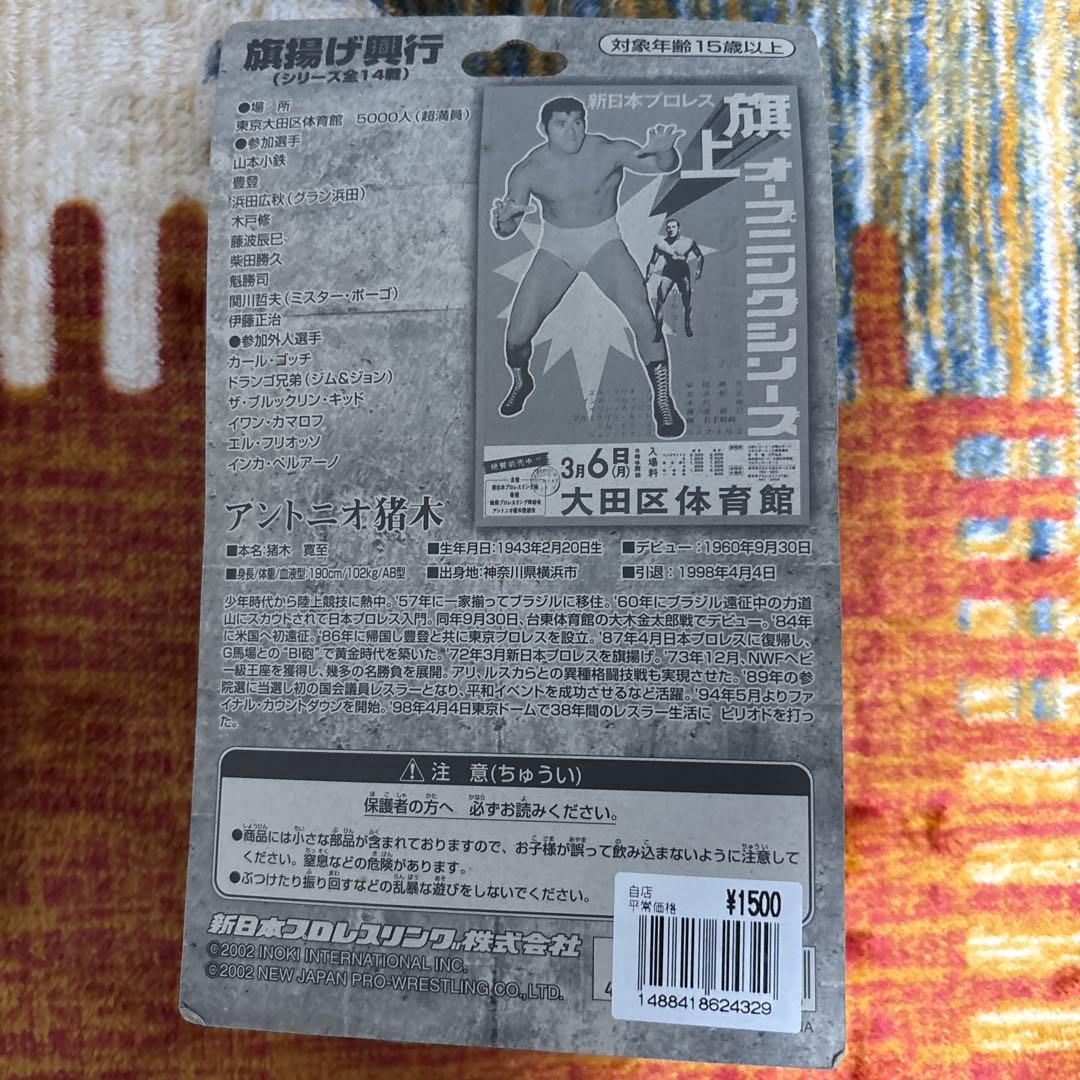 旗揚げ興行
(シリーズ全14戦)
対象年齢15歳以上
●場 所
東京大田区体育館 5000人(超満員)
●参加選手
山本小鉄
豊登
浜田広秋(グラン浜田)
木戸修
藤波辰巳
柴田勝久
魁勝司
関川哲夫(ミスター・ポーゴ)
伊藤正治
●参加外人選手
カール・ゴッチ
ドランゴ兄弟(ジム&ジョン)
ザ・ブルックリン・キッド
イワン・カマロフ
エル・フリオッソ
インカ・ペルアーノ
新日本プロレス
旗上
オープニングシリーズ
絶賛前売中!!
3月6日(月)
入場料
主催
新日本プロレスリング㈱
大田区体育館
アントニオ猪木
■本名:猪木 寛至
■生年月日:1943年2月20日生
■デビュー:1960年9月30日
■身長/体重/血液型:190cm/102kg/AB型
■出身地:神奈川県横浜市
■引退:1998年4月4日
少年時代から陸上競技に熱中。'57年に一家揃ってブラジルに移住。'60年にブラジル遠征中の力道
山にスカウトされて日本プロレス入門。同年9月30日、台東体育館の大木金太郎戦でデビュー。'84年
に米国へ初遠征。'86年に帰国し豊登と共に東京プロレスを設立。'87年4月日本プロレスに復帰し、
G馬場との"BI砲"で黄金時代を築いた。'72年3月新日本プロレスを旗揚げ。'73年12月、NWFヘビ
ー級王座を獲得し、幾多の名勝負を展開。アリ、ルスカらとの異種格闘技戦も実現させた。'89年の参
院選に当選し初の国会議員レスラーとなり、平和イベントを成功させるなど活躍。'94年5月よりファ
イナル・カウントダウンを開始。'98年4月4日東京ドームで38年間のレスラー生活に ピリオドを打っ
た。
⚠注 意(ちゅうい)
保護者の方へ 必ずお読みください。
●商品には小さな部品が含まれておりますので、お子様が誤って飲み込まないように注意して
ください。窒息などの危険があります。
●ぶつけたり振り回すなどの乱暴な遊びをしないでください。
新日本プロレスリング株式会社
©2002 INOKI INTERNATIONAL INC.
©2002 NEW JAPAN PRO-WRESTLING CO.,LTD.
自店
平常価格
¥1500
1488418624329